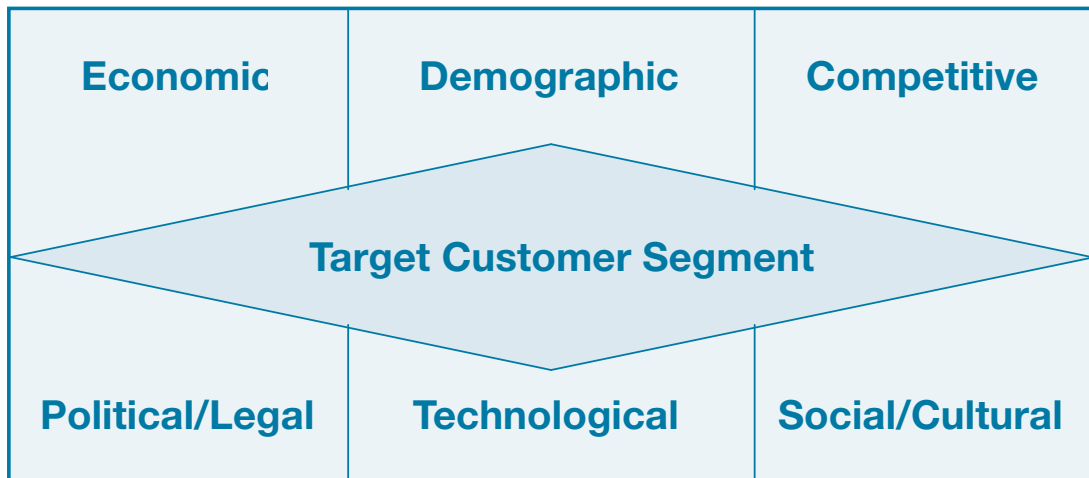 Economic
Demographic
Competitive
Target Customer Segment
Political/Legal
Technological
Social/Cultural